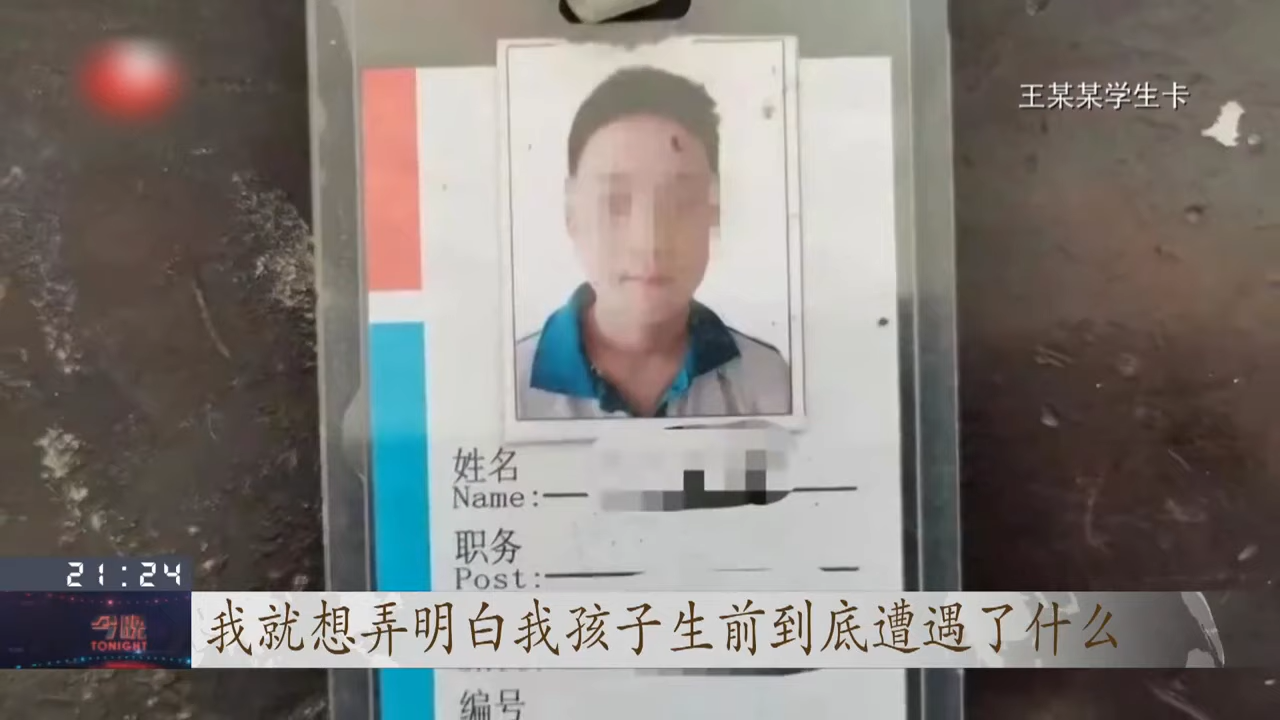 王某某学生卡
姓名
Name:
职务
Post:
21:24
今晚
TONIGHT
我就想弄明白我孩子生前到底遭遇了什么
编号